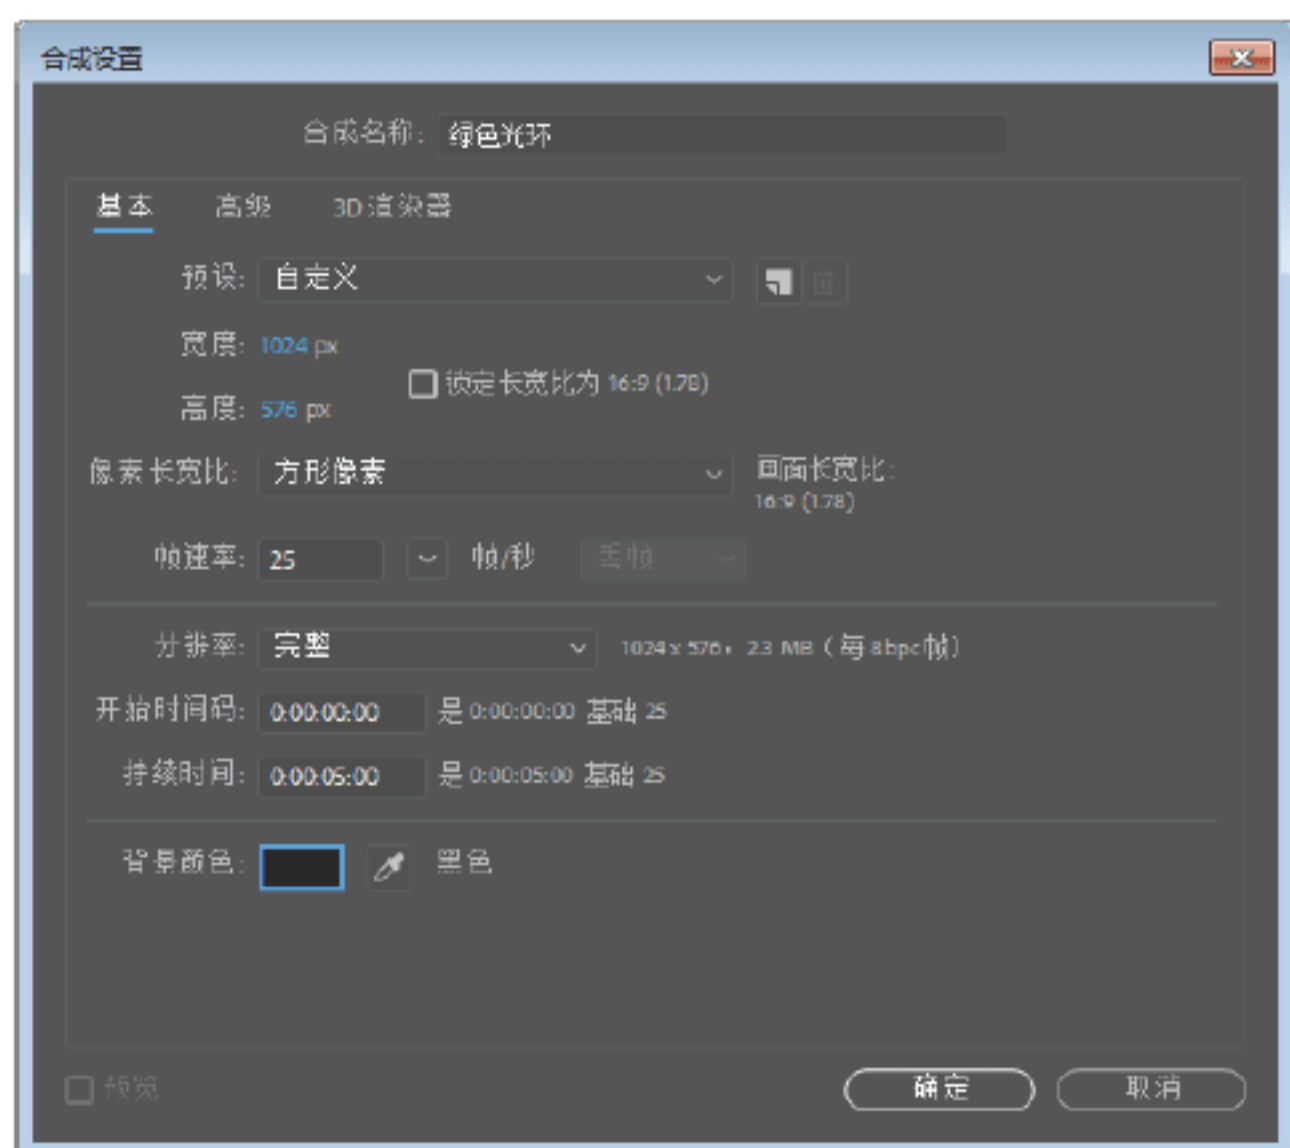 合成设置
合成名称: 绿色光环
基本 高级 3D 渲染器
预设: 自定义
宽度: 1024 px
锁定长宽比为 16:9 (1.78)
高度: 576 px
像素长宽比: 方形像素 画面长宽比:
16:9 (1.78)
帧速率: 25 帧/秒 丢帧
分辨率: 完整 1024 x 576，2.3 MB（每 8bpc 帧）
开始时间码: 0:00:00:00 是 0:00:00:00 基础 25
持续时间: 0:00:05:00 是 0:00:05:00 基础 25
背景颜色: 黑色
预览 确定 取消